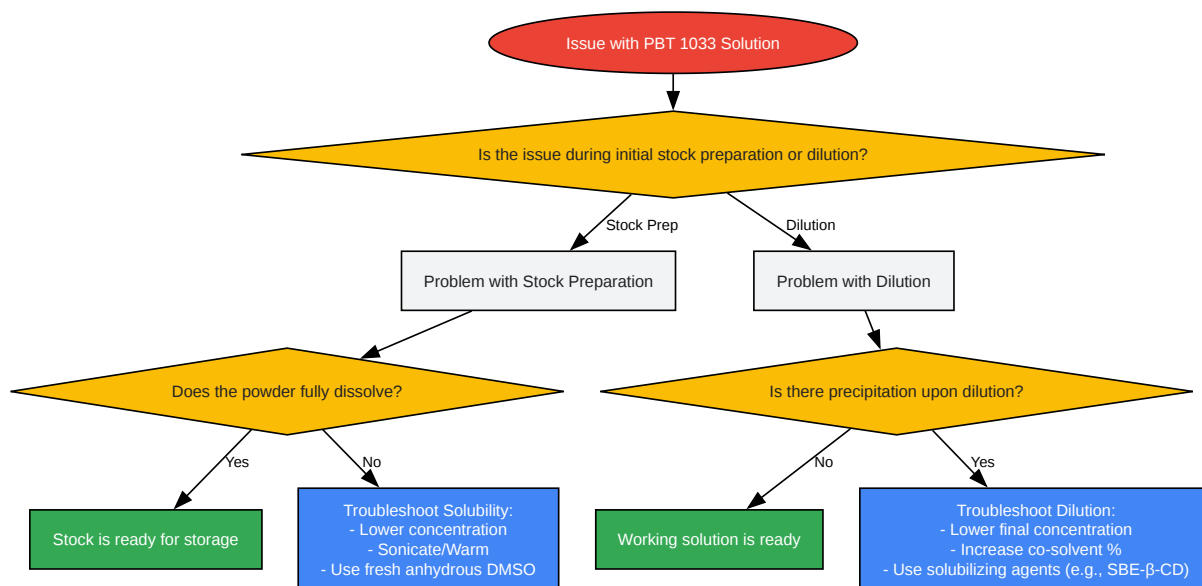 Issue with PBT 1033 Solution
Is the issue during initial stock preparation or dilution?
Stock Prep
Dilution
Problem with Stock Preparation
Problem with Dilution
Does the powder fully dissolve?
Is there precipitation upon dilution?
Yes
No
No
Yes
Stock is ready for storage
Troubleshoot Solubility:
- Lower concentration
- Sonicate/Warm
- Use fresh anhydrous DMSO
Working solution is ready
Troubleshoot Dilution:
- Lower final concentration
- Increase co-solvent %
- Use solubilizing agents (e.g., SBE-β-CD)